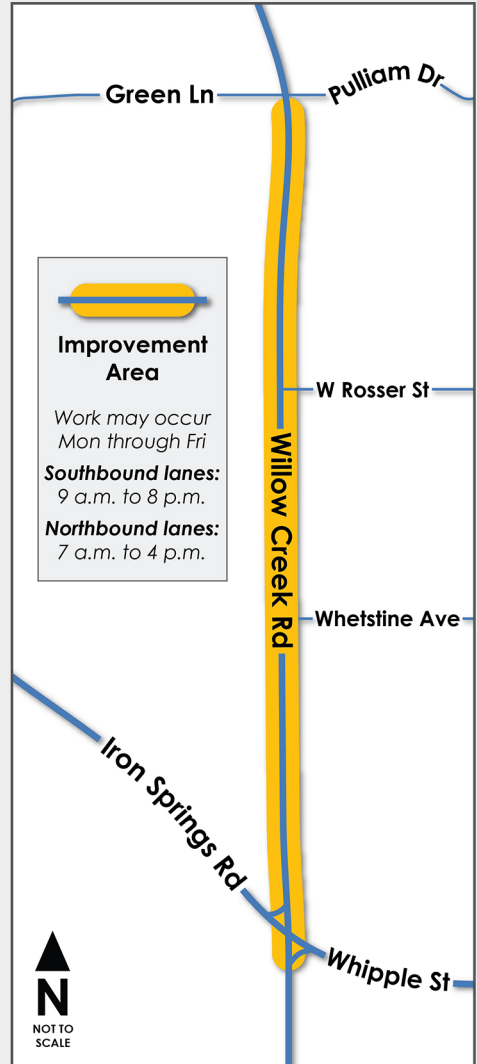 Green Ln
Pulliam Dr
Improvement
Area
Work may occur
Mon through Fri
Southbound lanes:
9 a.m. to 8 p.m.
Northbound lanes:
7 a.m. to 4 p.m.
W Rosser St
Willow Creek Rd
Whetstine Ave
Iron Springs Rd
Whipple St
N
NOT TO
SCALE